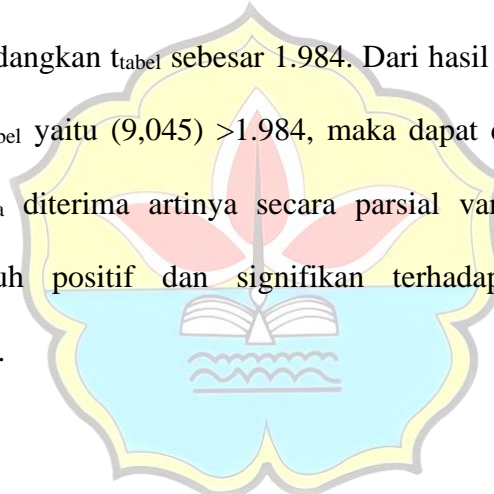 dangkan t_tabel sebesar 1.984. Dari hasil
bel yaitu (9,045) >1.984, maka dapat
a diterima artinya secara parsial var
uh positif dan signifikan terhadap
.